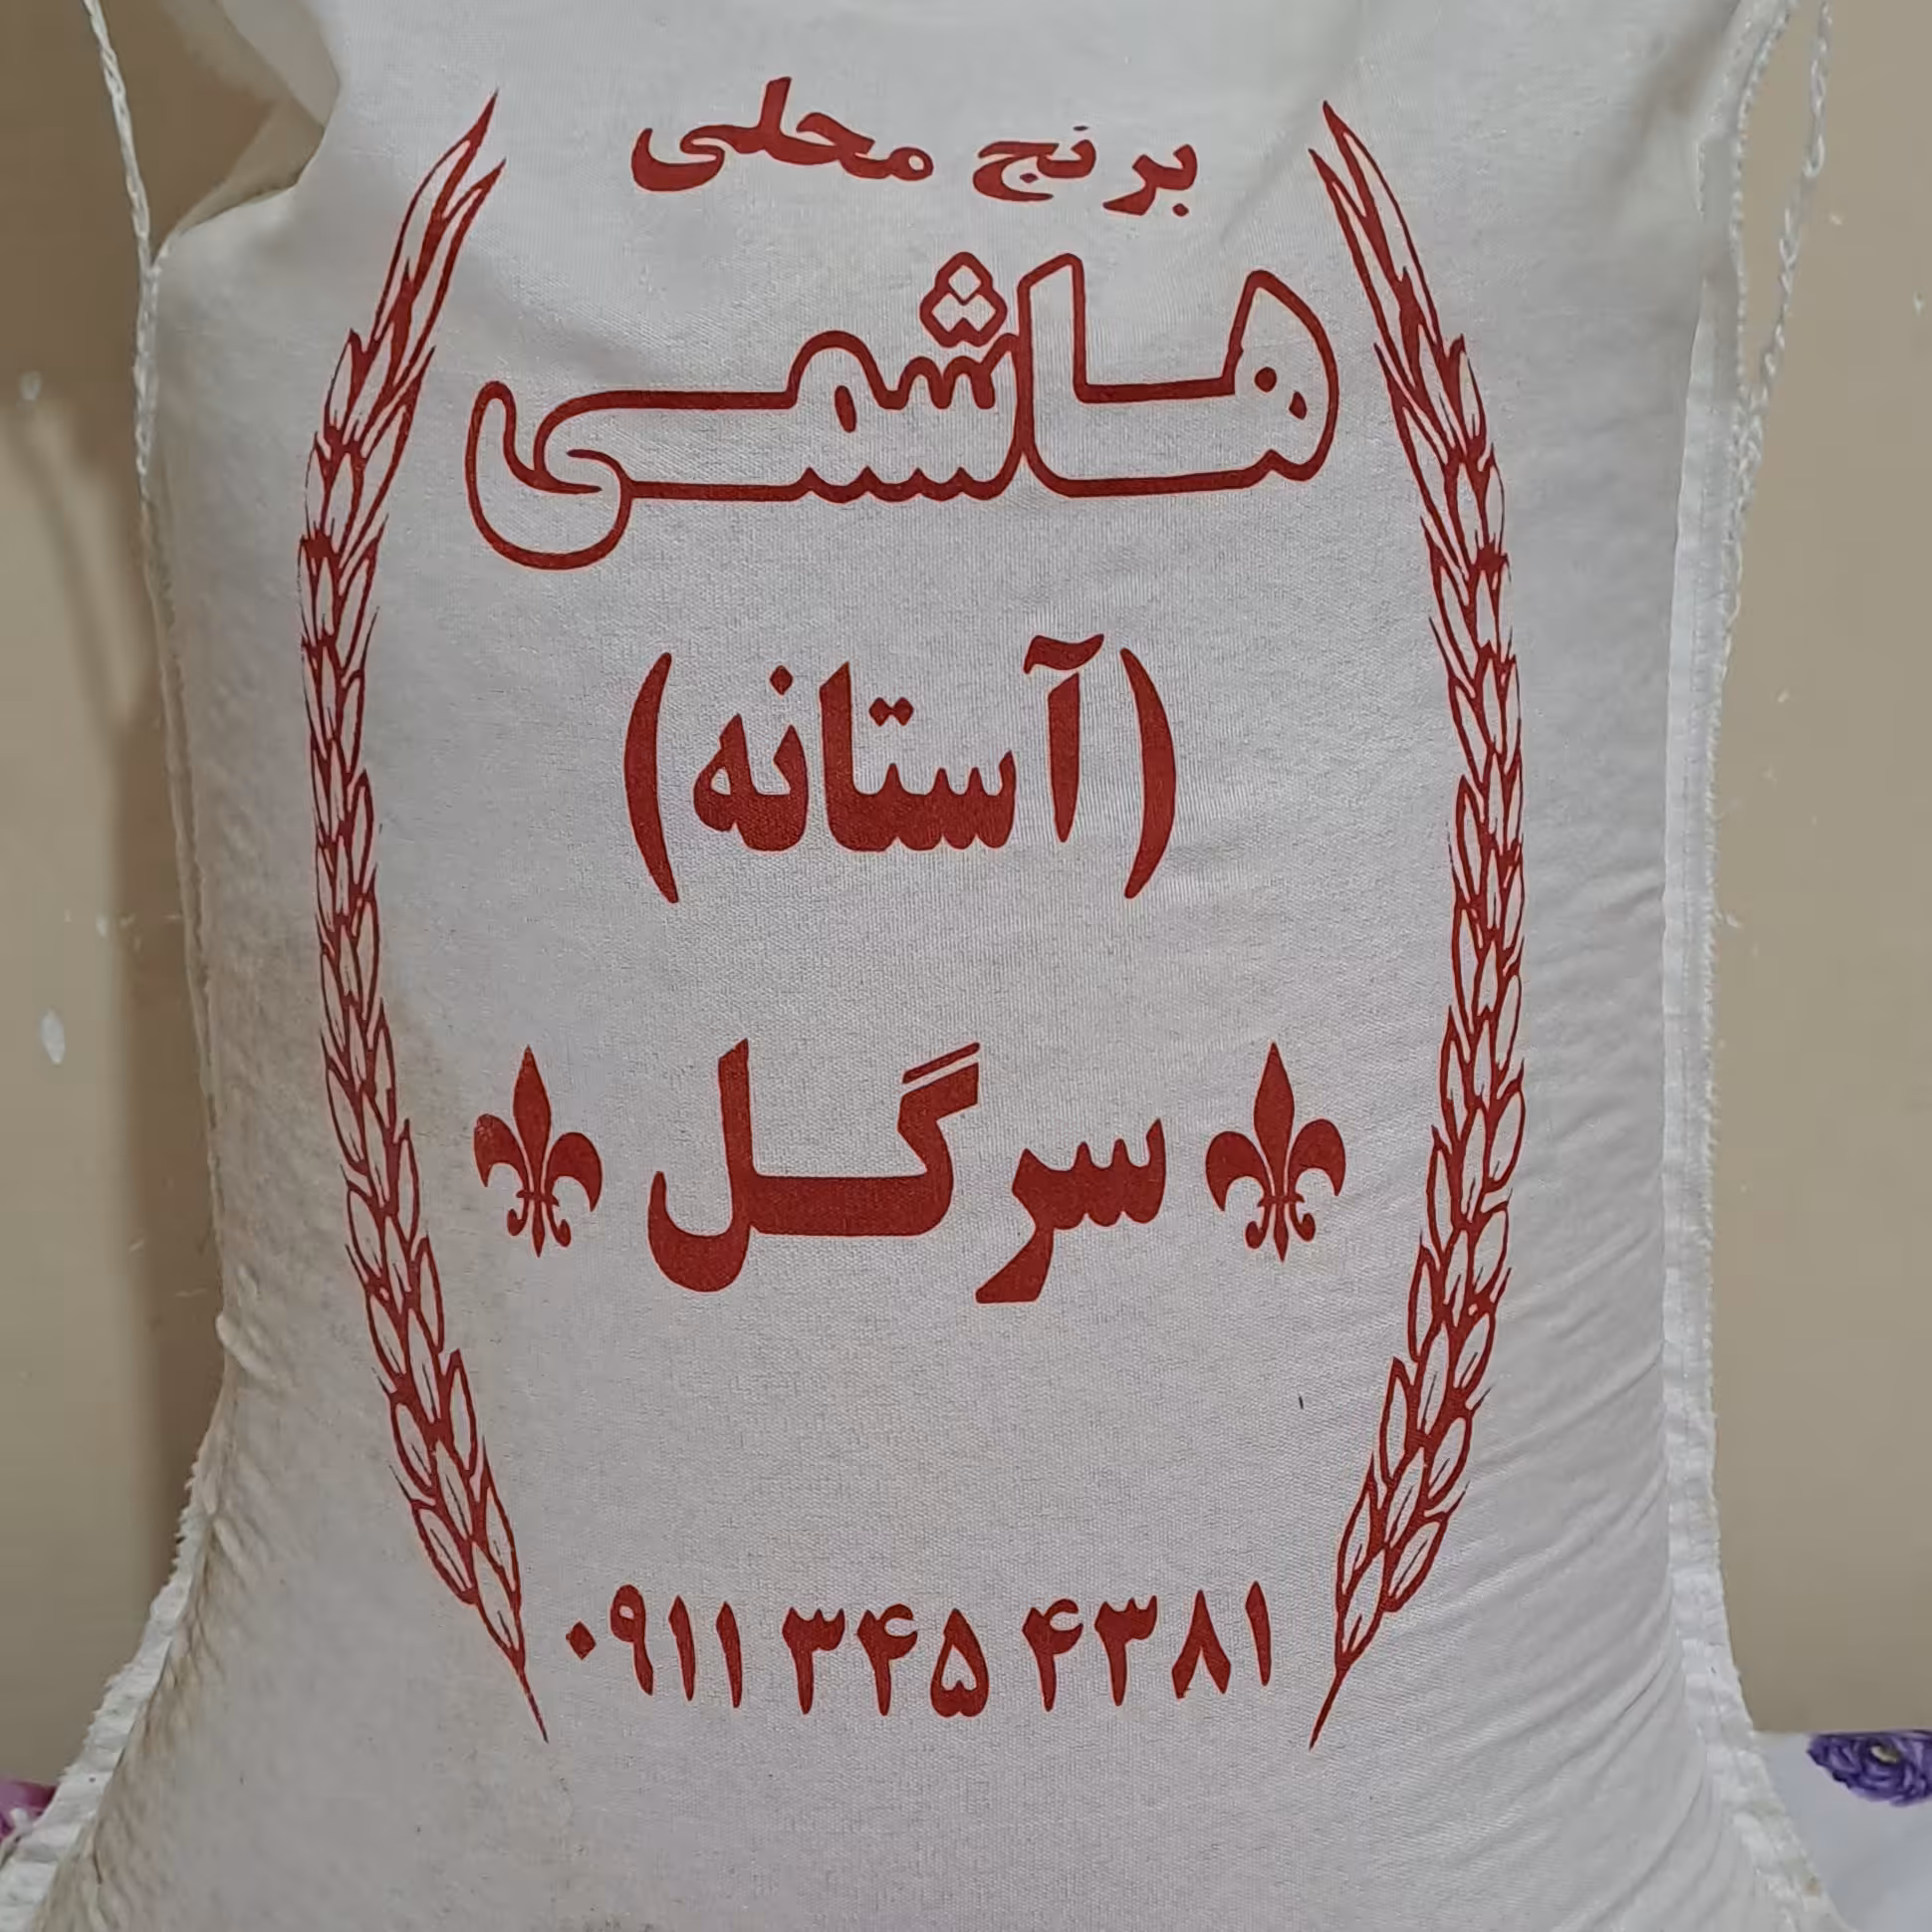 برنج محلی
هاشمی
(آستانه)
سرگل
۰۹۱۱ ۳۴۵ ۴۳۸۱